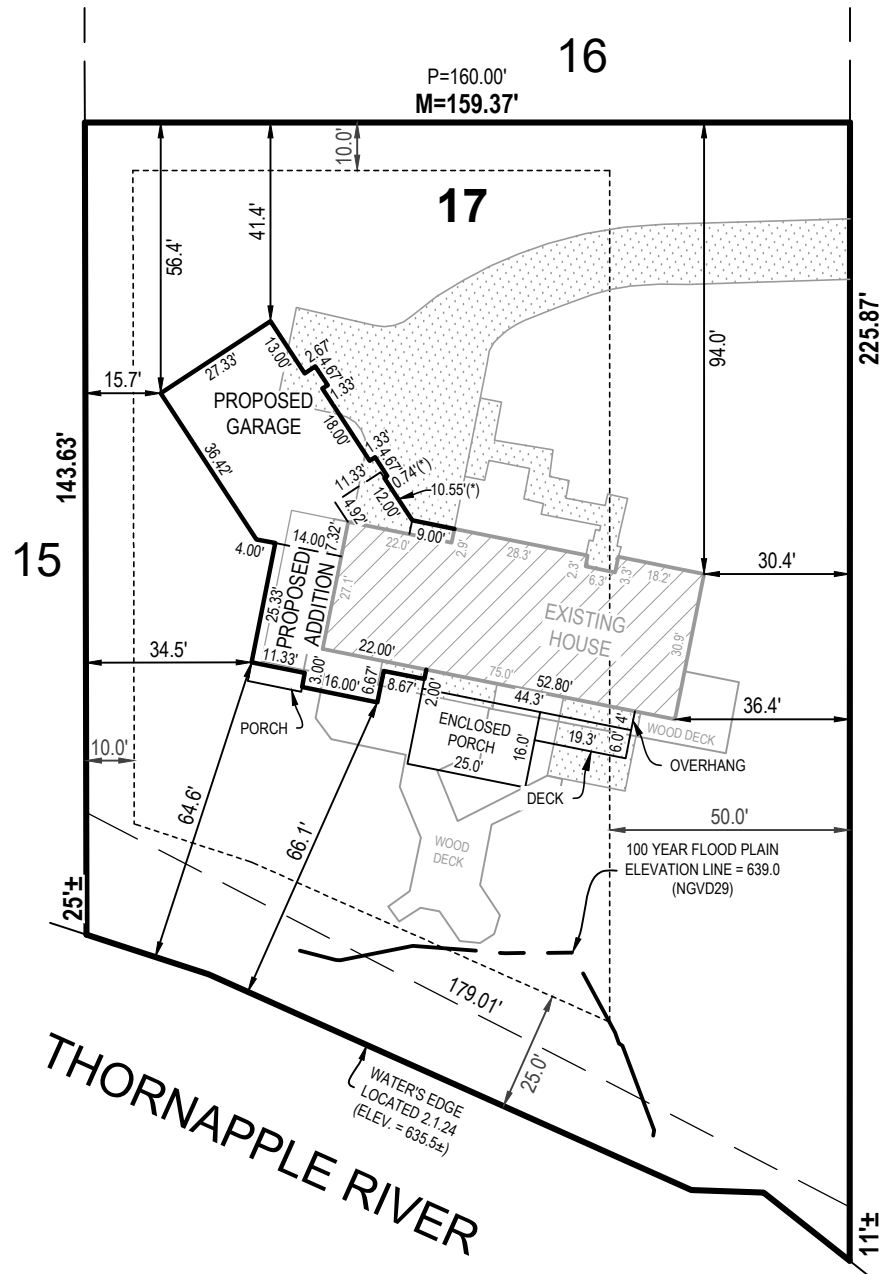 16
P=160.00'
M=159.37'
10.0'
17
56.4'
41.4'
94.0'
225.87'
15.7'
27.33'
13.00'
2.67'
4.67'
1.33'
PROPOSED
GARAGE
18.00'
36.42'
1.33'
4.67'
0.74'(*)
10.55'(*)
11.33'
12.00'
4.92'
143.63'
15
4.00'
14.00'
17.32'
22.0'
9.00'
2.9'
28.3'
2.3'
6.3'
3.3'
18.2'
30.4'
PROPOSED
ADDITION
25.33'
27.1'
EXISTING
HOUSE
30.9'
34.5'
11.33'
3.00'
16.00'
6.67'
22.00'
8.67'
2.00'
75.0'
52.80'
44.3'
36.4'
PORCH
ENCLOSED
PORCH
25.0'
16.0'
19.3'
6.0'
4'
WOOD DECK
OVERHANG
DECK
10.0'
64.6'
66.1'
WOOD
DECK
50.0'
100 YEAR FLOOD PLAIN
ELEVATION LINE = 639.0
(NGVD29)
25'±
179.01'
25.0'
WATER'S EDGE
LOCATED 2.1.24
(ELEV. = 635.5±)
THORNAPPLE RIVER
11'±